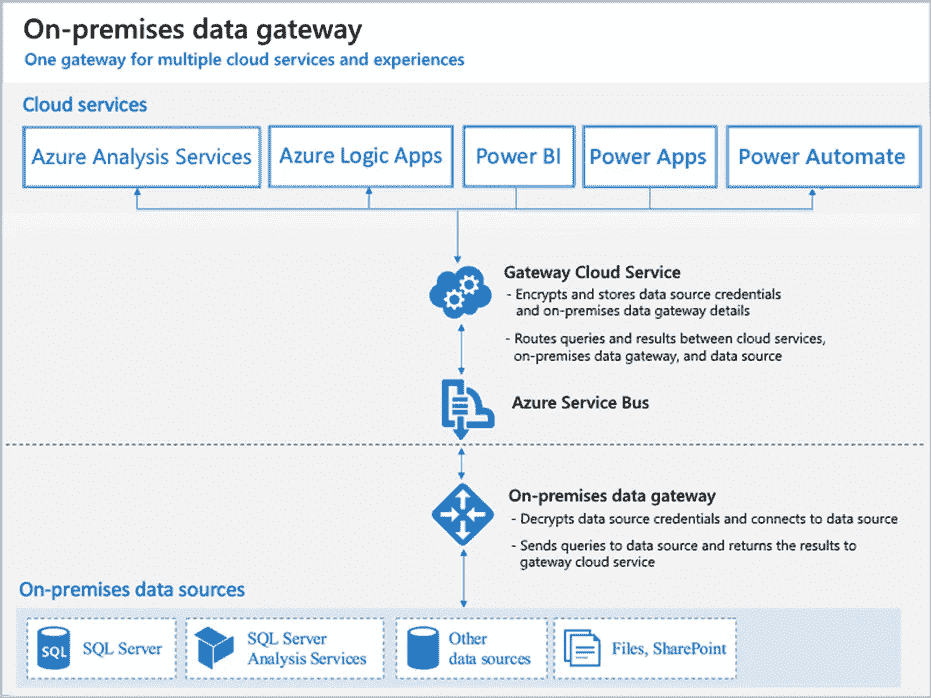 On-premises data gateway
One gateway for multiple cloud services and experiences
Cloud services
Azure Analysis Services
Azure Logic Apps
Power BI
Power Apps
Power Automate
Gateway Cloud Service
- Encrypts and stores data source credentials
and on-premises data gateway details
- Routes queries and results between cloud services,
on-premises data gateway, and data source
Azure Service Bus
On-premises data gateway
- Decrypts data source credentials and connects to data source
- Sends queries to data source and returns the results to
gateway cloud service
On-premises data sources
SQL
SQL Server
SQL Server
Analysis Services
Other
data sources
Files, SharePoint